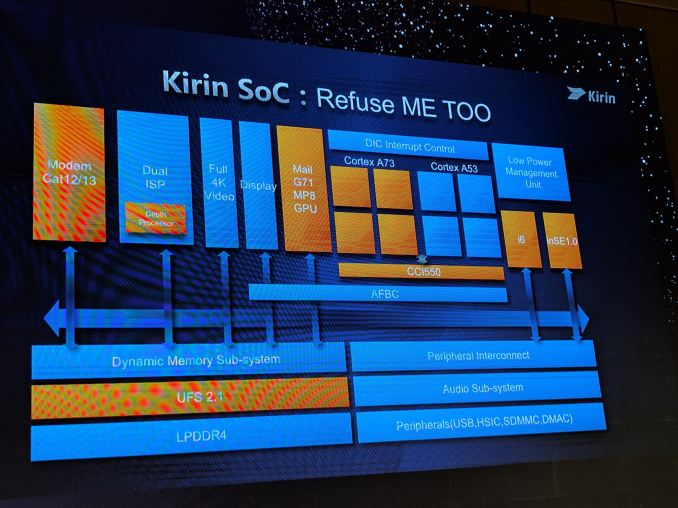 Kirin SoC : Refuse ME TOO
Kirin
Modem
Cat12/13
Dual
ISP
Depth
Processor
Full
4K
Video
Display
Mail
G71
MP8
GPU
DIC Interrupt Control
Cortex A73
Cortex A53
Low Power
Management
Unit
i6
inSE1.0
CCI550
AFBC
Dynamic Memory Sub-system
Peripheral Interconnect
UFS 2.1
Audio Sub-system
LPDDR4
Peripherals(USB,HSIC,SDMMC,DMAC)